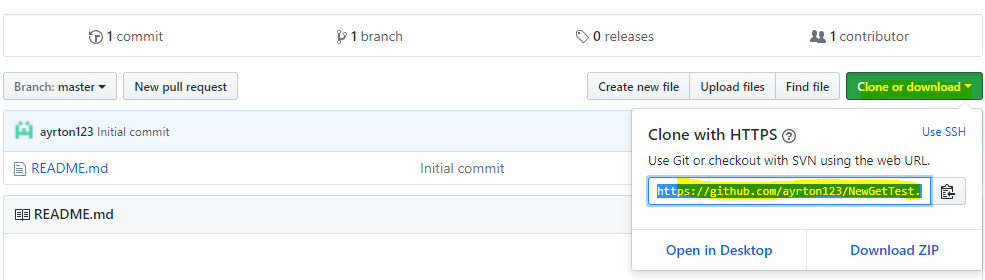 1 commit 1 branch 0 releases 1 contributor
Branch: master New pull request Create new file Upload files Find file Clone or download
ayrton123 Initial commit
README.md Initial commit
README.md
Clone with HTTPS ? Use SSH
Use Git or checkout with SVN using the web URL.
https://github.com/ayrton123/NewGetTest.
Open in Desktop Download ZIP